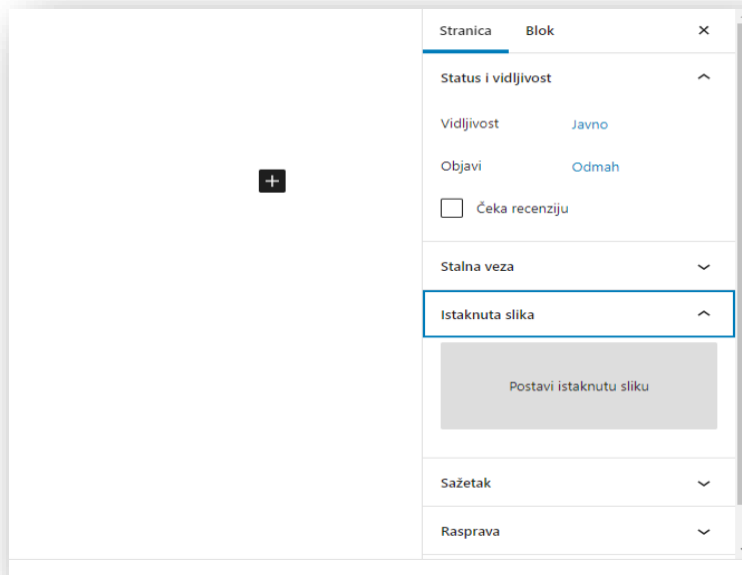 Stranica Blok
Status i vidljivost
Vidljivost Javno
Objavi Odmah
Čeka recenziju
Stalna veza
Istaknuta slika
Postavi istaknutu sliku
Sažetak
Rasprava